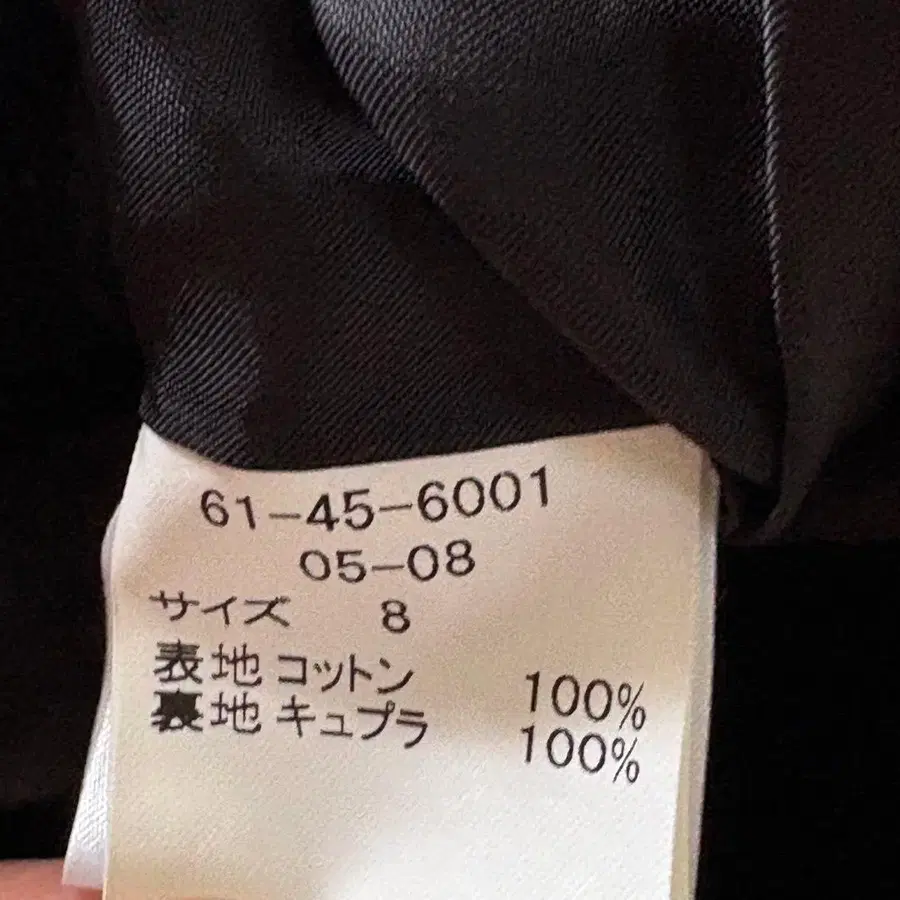 61-45-6001
05-08
サイズ 8
表地 コットン 100%
裏地 キュプラ 100%